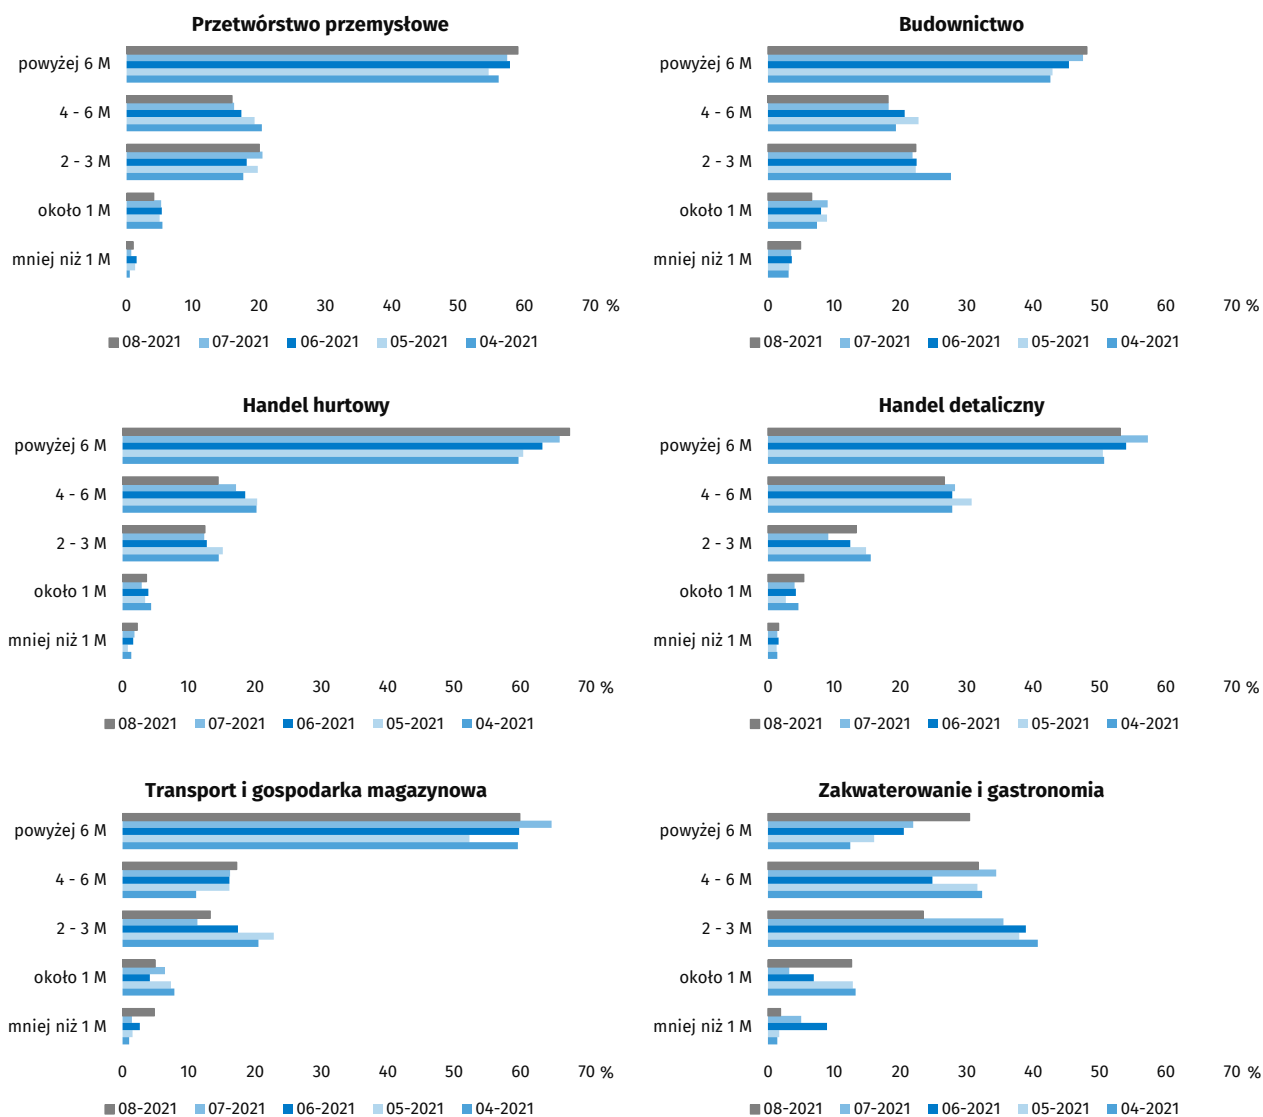 Przetwórstwo przemysłowe
powyżej 6 M
4 - 6 M
2 - 3 M
około 1 M
mniej niż 1 M
0 10 20 30 40 50 60 70 %
08-2021 07-2021 06-2021 05-2021 04-2021
Budownictwo
powyżej 6 M
4 - 6 M
2 - 3 M
około 1 M
mniej niż 1 M
0 10 20 30 40 50 60 70 %
08-2021 07-2021 06-2021 05-2021 04-2021
Handel hurtowy
powyżej 6 M
4 - 6 M
2 - 3 M
około 1 M
mniej niż 1 M
0 10 20 30 40 50 60 70 %
08-2021 07-2021 06-2021 05-2021 04-2021
Handel detaliczny
powyżej 6 M
4 - 6 M
2 - 3 M
około 1 M
mniej niż 1 M
0 10 20 30 40 50 60 70 %
08-2021 07-2021 06-2021 05-2021 04-2021
Transport i gospodarka magazynowa
powyżej 6 M
4 - 6 M
2 - 3 M
około 1 M
mniej niż 1 M
0 10 20 30 40 50 60 70 %
08-2021 07-2021 06-2021 05-2021 04-2021
Zakwaterowanie i gastronomia
powyżej 6 M
4 - 6 M
2 - 3 M
około 1 M
mniej niż 1 M
0 10 20 30 40 50 60 70 %
08-2021 07-2021 06-2021 05-2021 04-2021